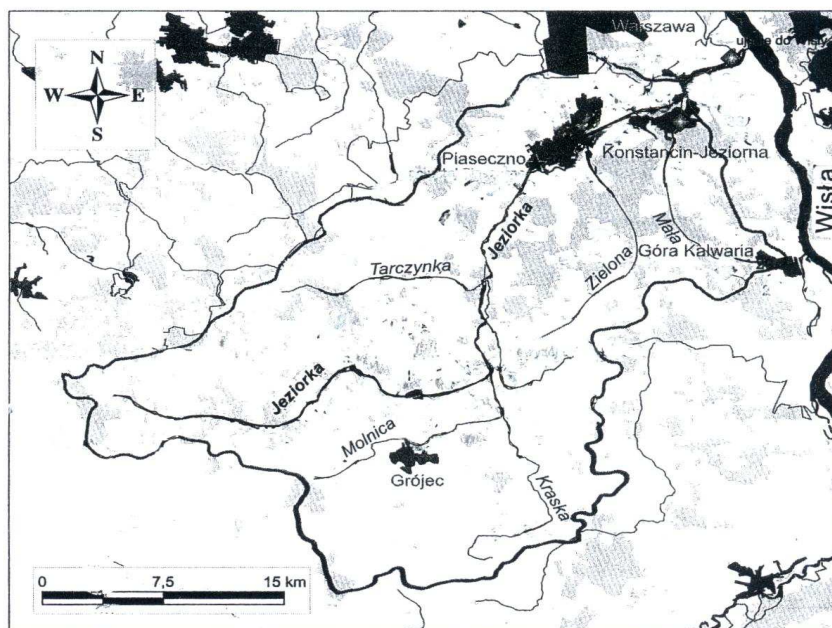 Warszawa
N
W E
S
Piaseczno
Konstancin-Jeziorna
Wisła
Jeziorka
Mała
Góra Kalwaria
Zielona
Tarczynka
Jeziorka
Molnica
Grójec
Kraska
0 7,5 15 km